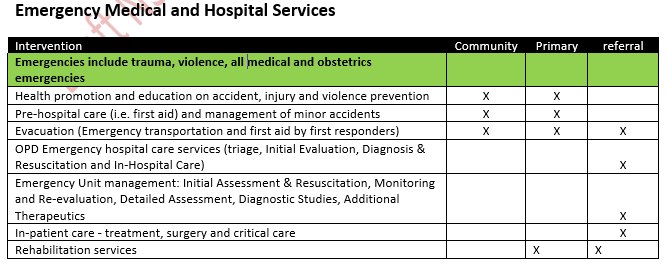 Emergency Medical and Hospital Services
Intervention Community Primary referral
Emergencies include trauma, violence, all medical and obstetrics
emergencies
Health promotion and education on accident, injury and violence prevention X X
Pre-hospital care (i.e. first aid) and management of minor accidents X X
Evacuation (Emergency transportation and first aid by first responders) X X X
OPD Emergency hospital care services (triage, Initial Evaluation, Diagnosis &
Resuscitation and In-Hospital Care) X
Emergency Unit management: Initial Assessment & Resuscitation, Monitoring
and Re-evaluation, Detailed Assessment, Diagnostic Studies, Additional
Therapeutics X
In-patient care - treatment, surgery and critical care X
Rehabilitation services X X